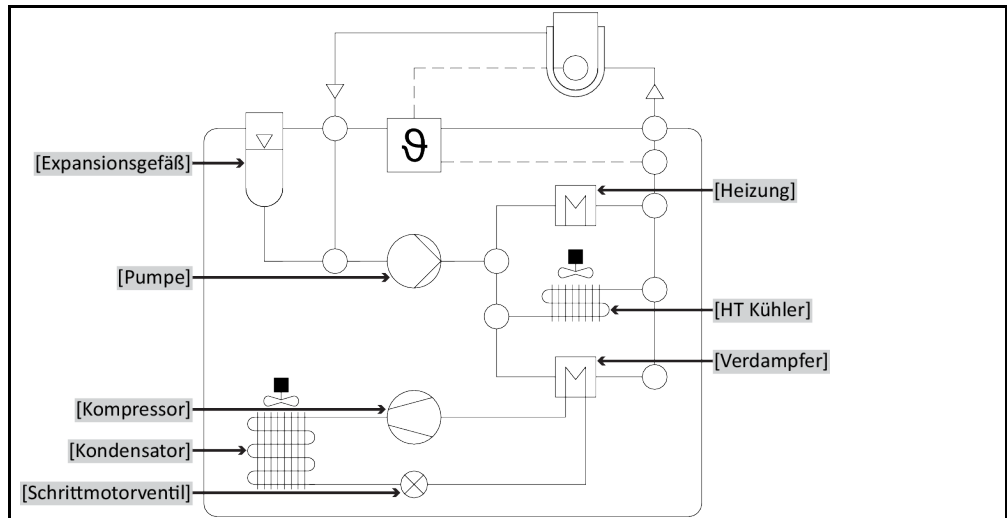 ϑ
[Expansionsgefäß]
[Heizung]
[Pumpe]
[HT Kühler]
[Verdampfer]
[Kompressor]
[Kondensator]
[Schrittmotorventil]